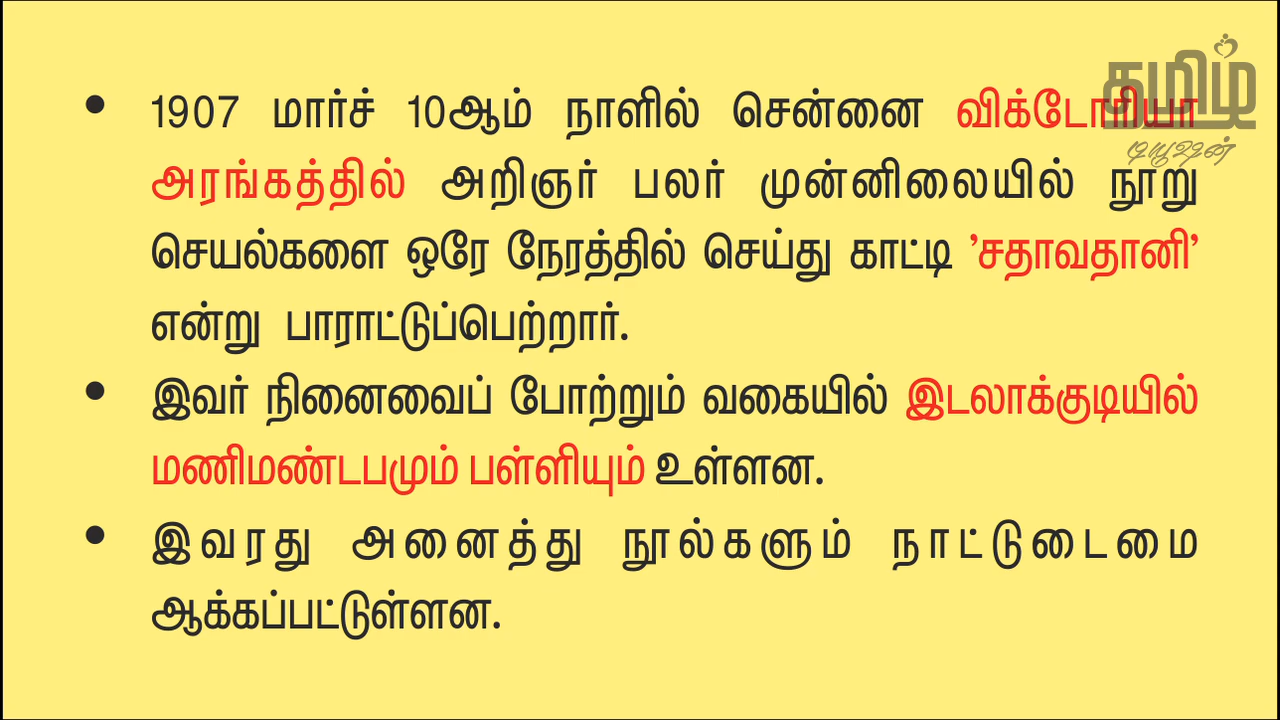 தமிழ்
டியூஷன்
• 1907 மார்ச் 10ஆம் நாளில் சென்னை விக்டோரியா
அரங்கத்தில் அறிஞர் பலர் முன்னிலையில் நூறு
செயல்களை ஒரே நேரத்தில் செய்து காட்டி ’சதாவதானி’
என்று பாராட்டுப்பெற்றார்.
• இவர் நினைவைப் போற்றும் வகையில் இடலாக்குடியில்
மணிமண்டபமும் பள்ளியும் உள்ளன.
• இவரது அனைத்து நூல்களும் நாட்டுடைமை
ஆக்கப்பட்டுள்ளன.